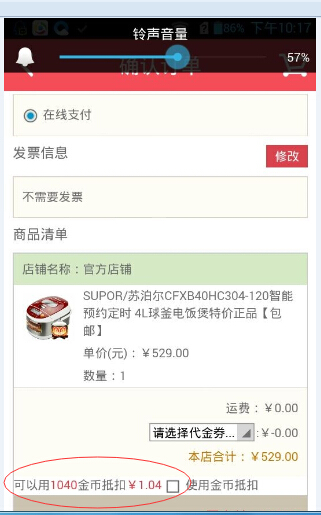 86% 下午10:17
铃声音量
57%
确认订单
在线支付
发票信息
修改
不需要发票
商品清单
店铺名称：官方店铺
SUPOR/苏泊尔CFXB40HC304-120智能
预约定时 4L球釜电饭煲特价正品【包
邮】
单价(元)：￥529.00
数量：1
运费：￥0.00
请选择代金券... :￥-0.00
本店合计：￥529.00
可以用1040金币抵扣￥1.04 使用金币抵扣